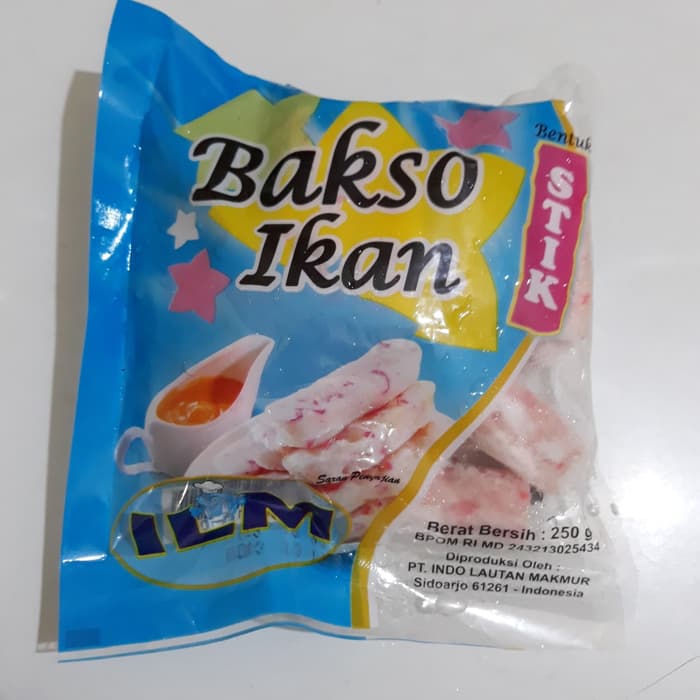 Bakso
Ikan
Bentuk
STIK
Saran Penyajian
ILM
Berat Bersih : 250 g
BPOM RI MD 243213025434
Diproduksi Oleh :
PT. INDO LAUTAN MAKMUR
Sidoarjo 61261 - Indonesia